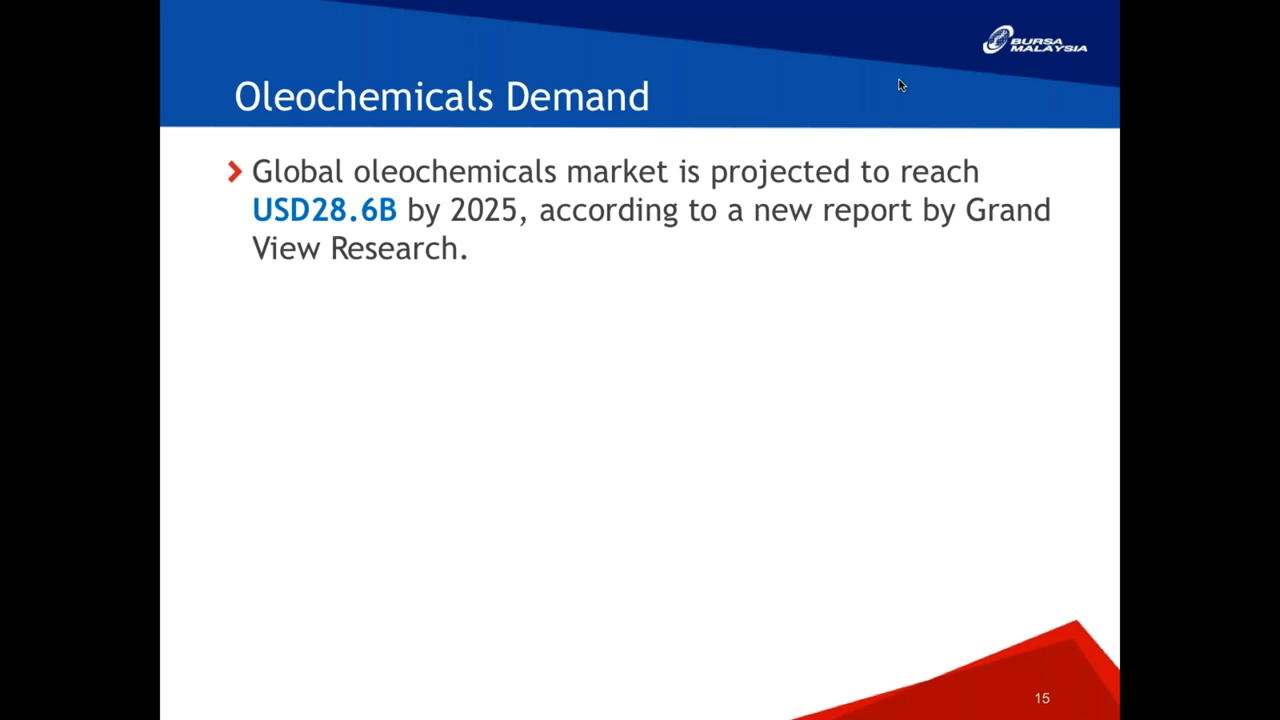 BURSA
MALAYSIA
Oleochemicals Demand
Global oleochemicals market is projected to reach
USD28.6B by 2025, according to a new report by Grand
View Research.
15